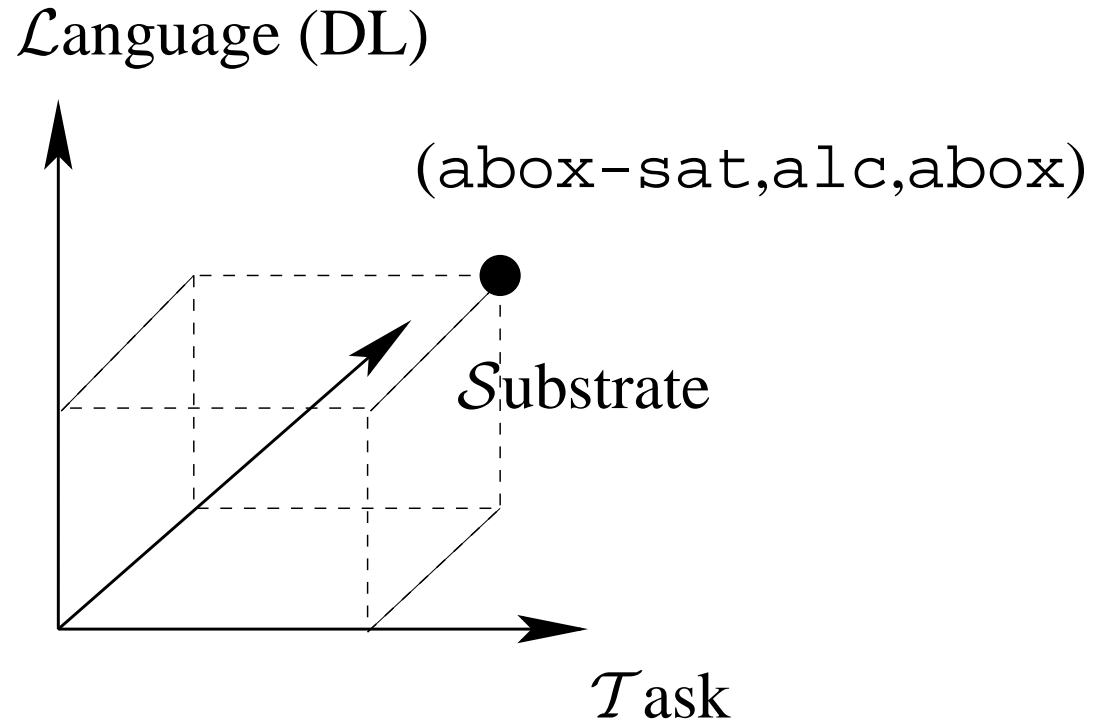 ℒanguage (DL)
(abox-sat,alc,abox)
𝒮ubstrate
𝒯ask